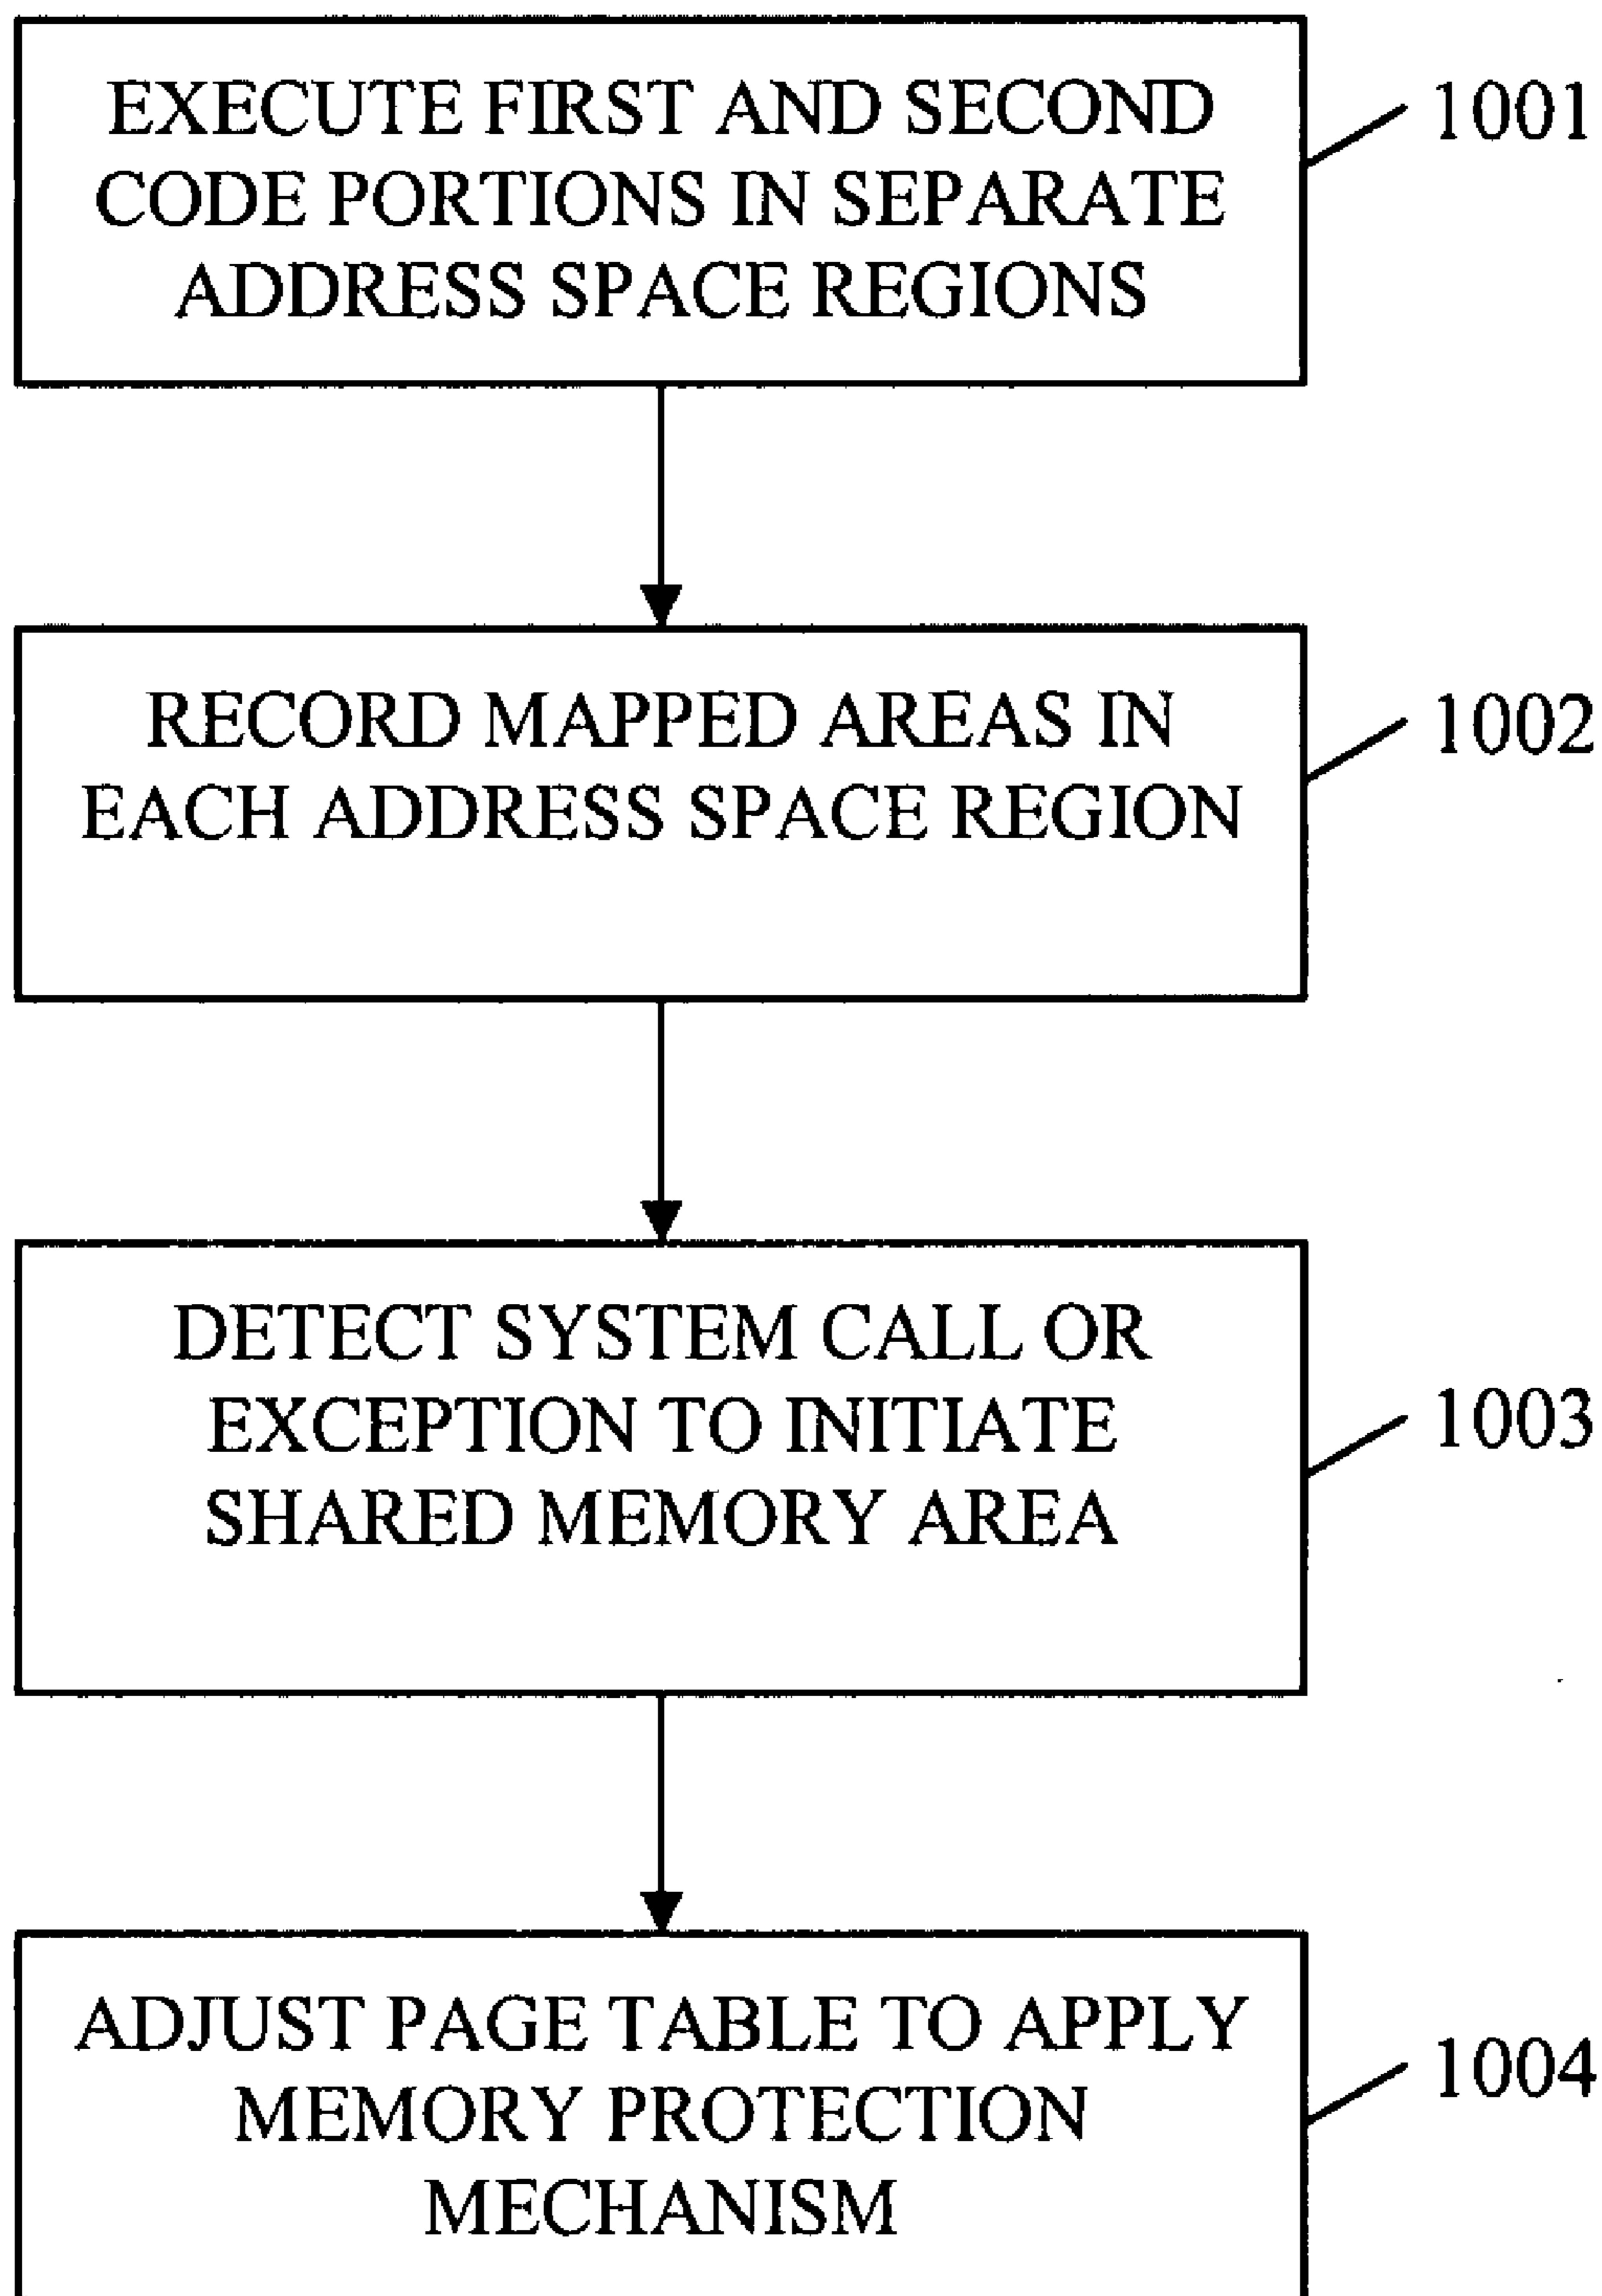 EXECUTE FIRST AND SECOND
CODE PORTIONS IN SEPARATE
ADDRESS SPACE REGIONS
1001
RECORD MAPPED AREAS IN
EACH ADDRESS SPACE REGION
1002
DETECT SYSTEM CALL OR
EXCEPTION TO INITIATE
SHARED MEMORY AREA
1003
ADJUST PAGE TABLE TO APPLY
MEMORY PROTECTION
MECHANISM
1004